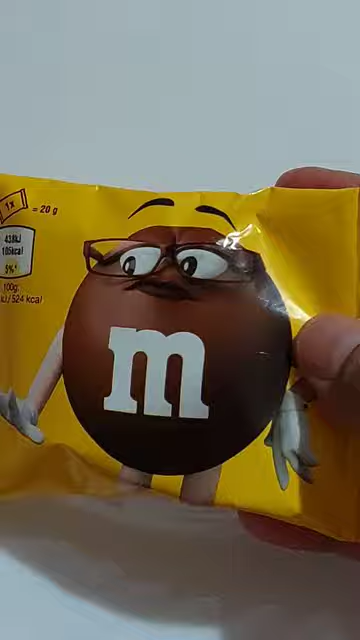 1x
= 20 g
438kJ
105kcal
5%*
100g:
kJ/524 kcal
m